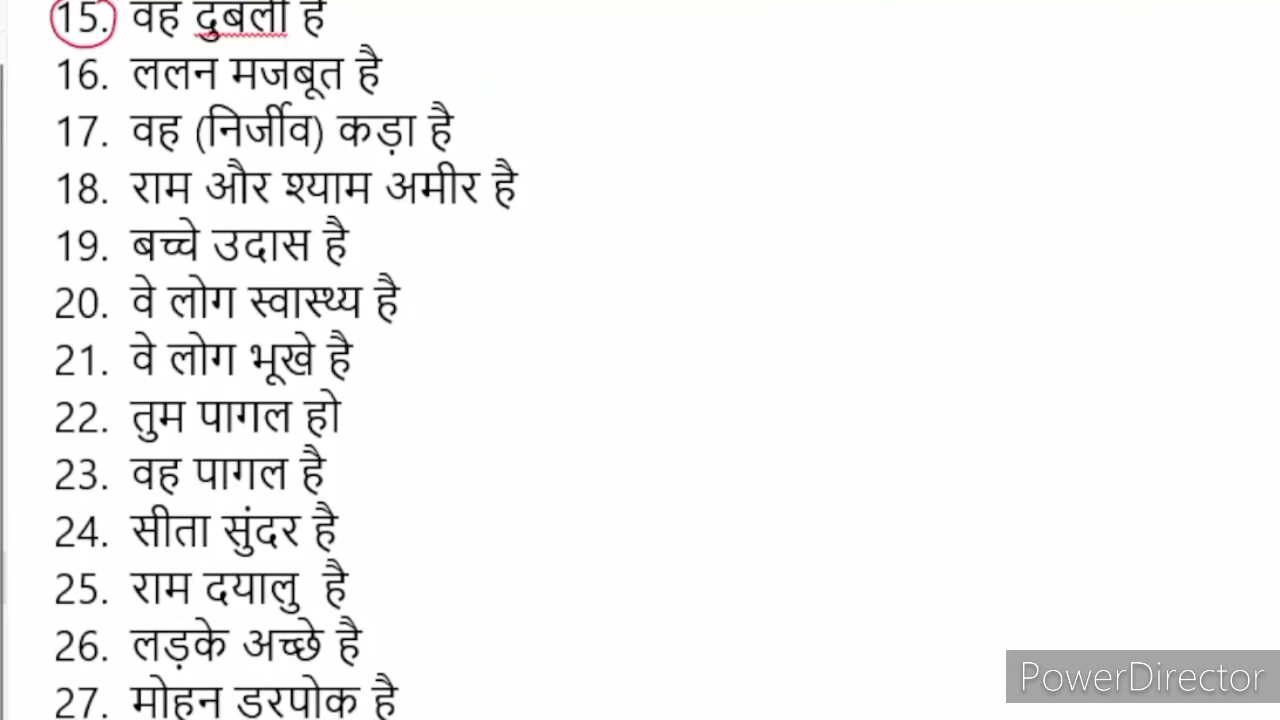 15. वह दुबली है
16. ललन मजबूत है
17. वह (निर्जीव) कड़ा है
18. राम और श्याम अमीर है
19. बच्चे उदास है
20. वे लोग स्वास्थ्य है
21. वे लोग भूखे है
22. तुम पागल हो
23. वह पागल है
24. सीता सुंदर है
25. राम दयालु है
26. लड़के अच्छे है
27. मोहन डरपोक है
PowerDirector